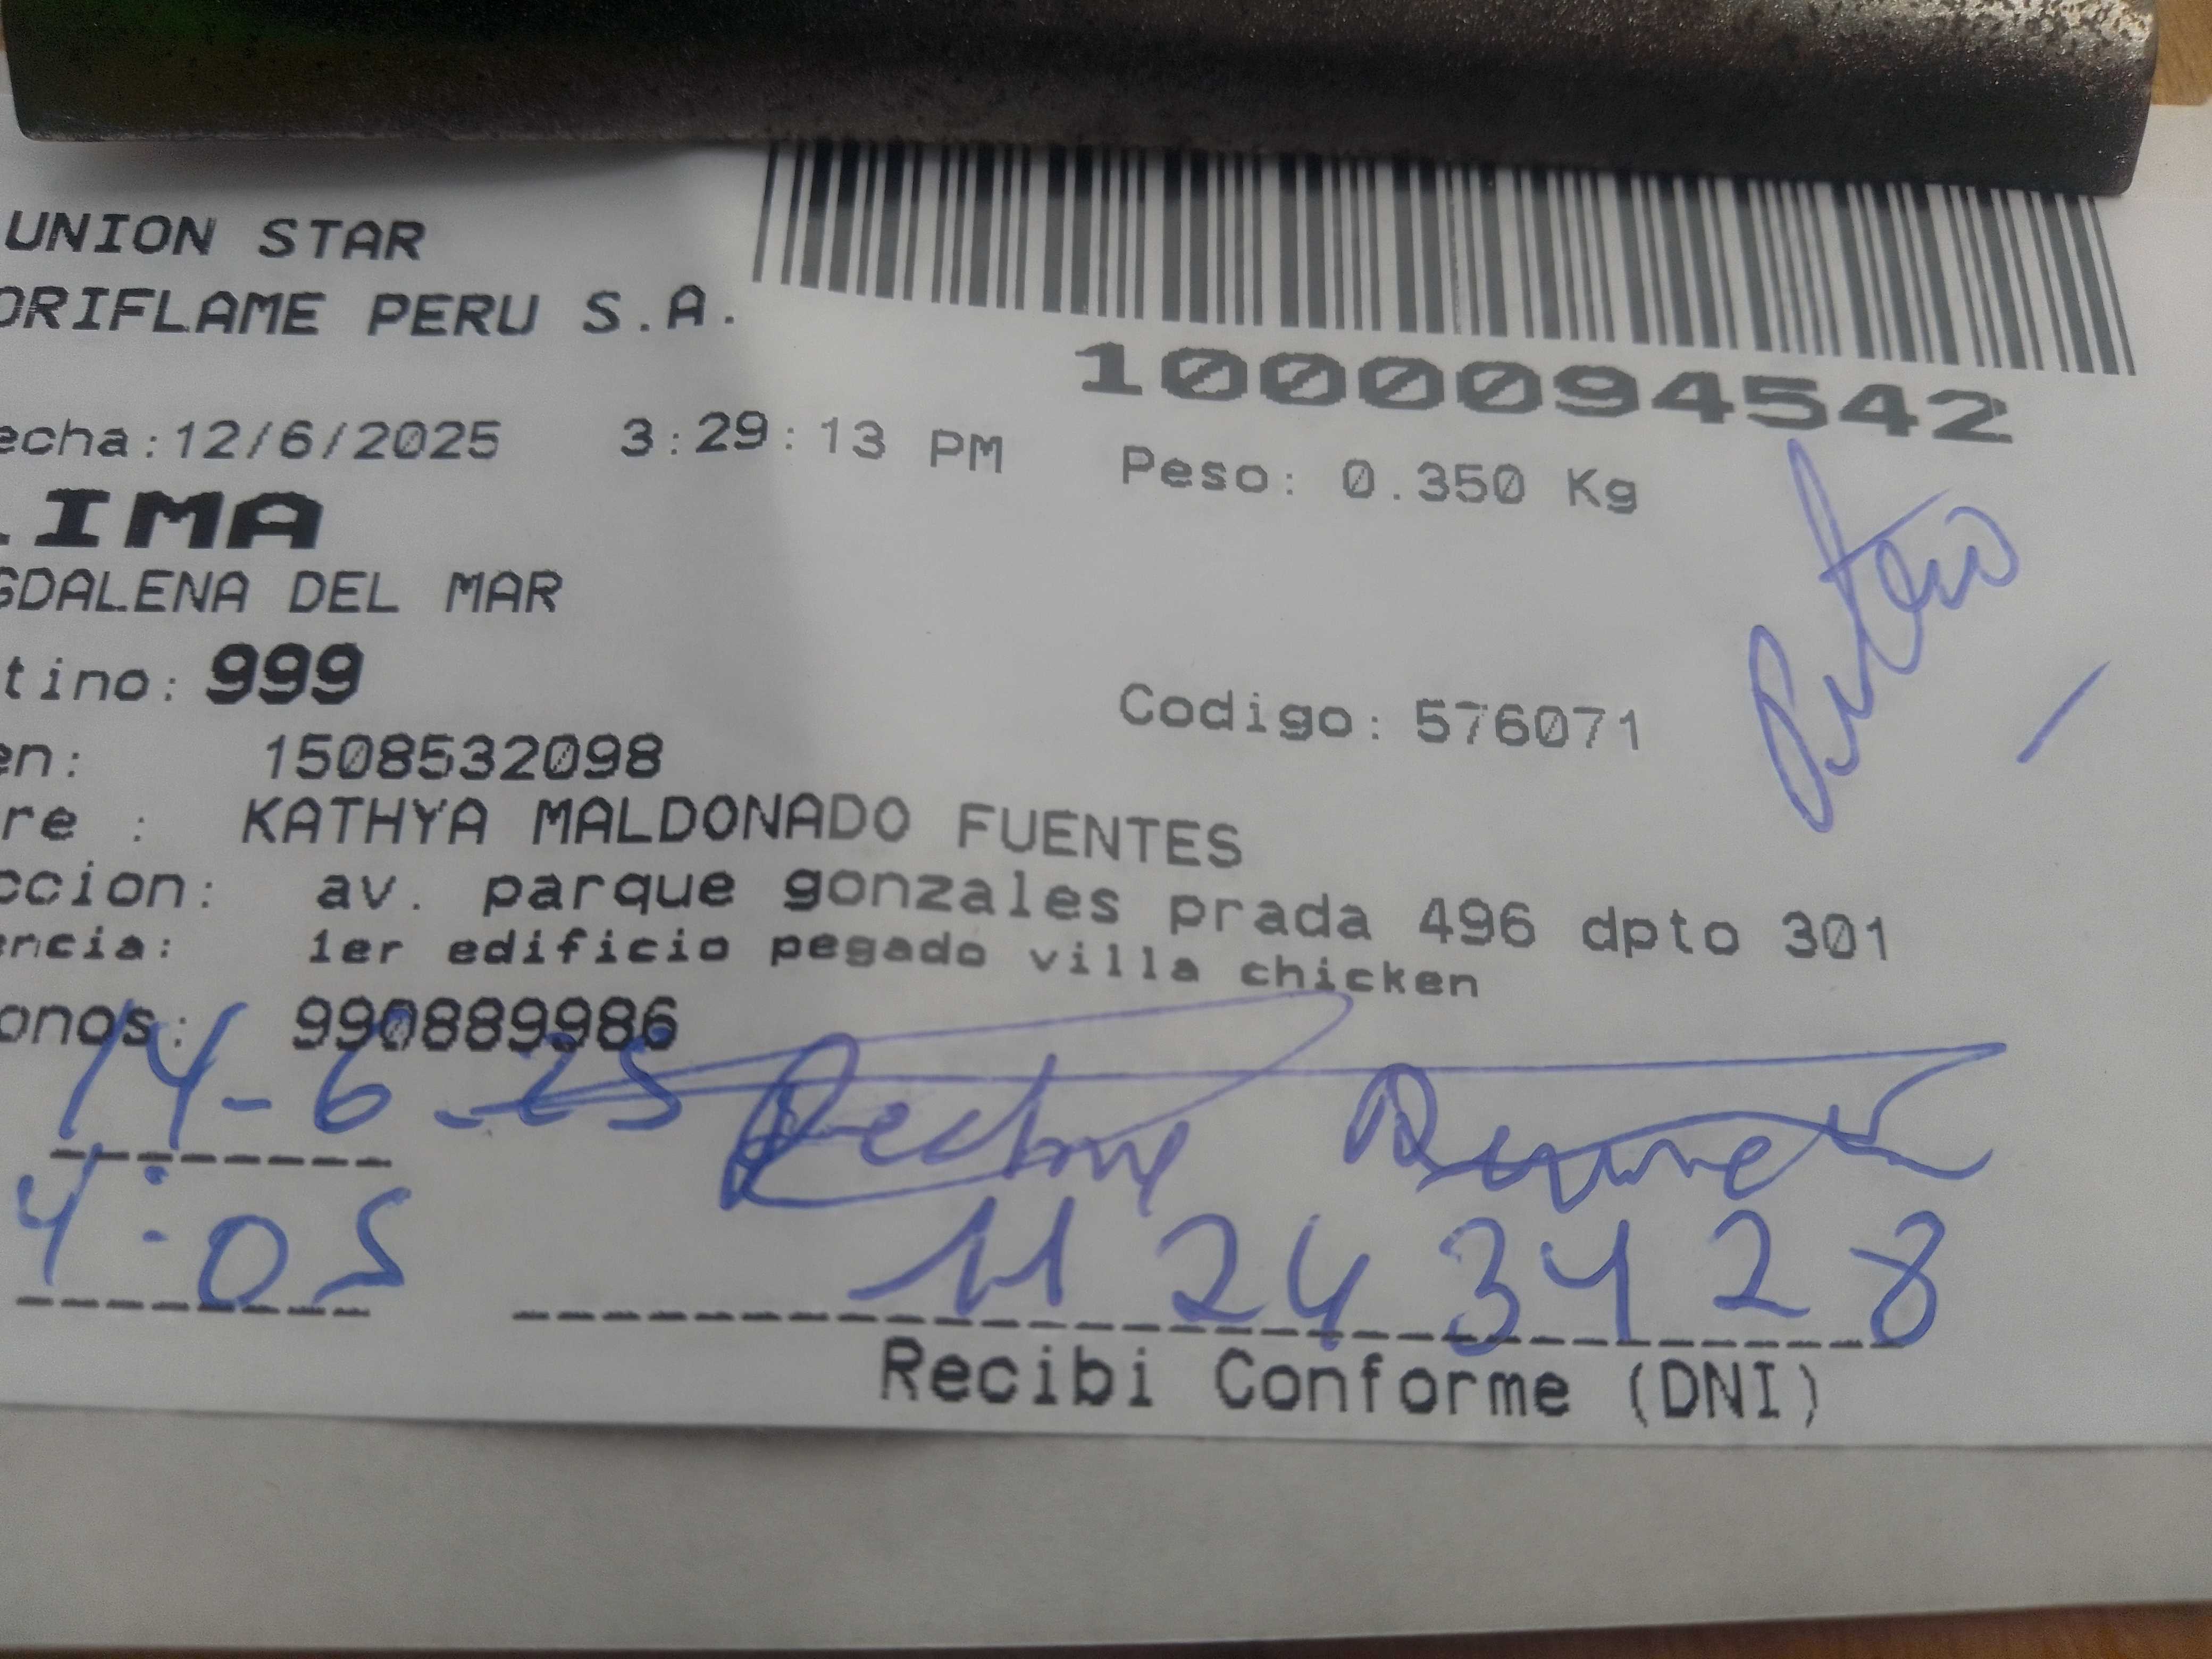 UNION STAR
ORIFLAME PERU S.A.
1000094542
echa:12/6/2025 3:29:13 PM Peso: 0.350 Kg
LIMA
GDALENA DEL MAR
tino: 999
Codigo: 576071
en: 1508532098
re : KATHYA MALDONADO FUENTES
ccion: av. parque gonzales prada 496 dpto 301
encia: 1er edificio pegado villa chicken
onos: 990889986
14-6-25
4:05
11243428
Recibi Conforme (DNI)